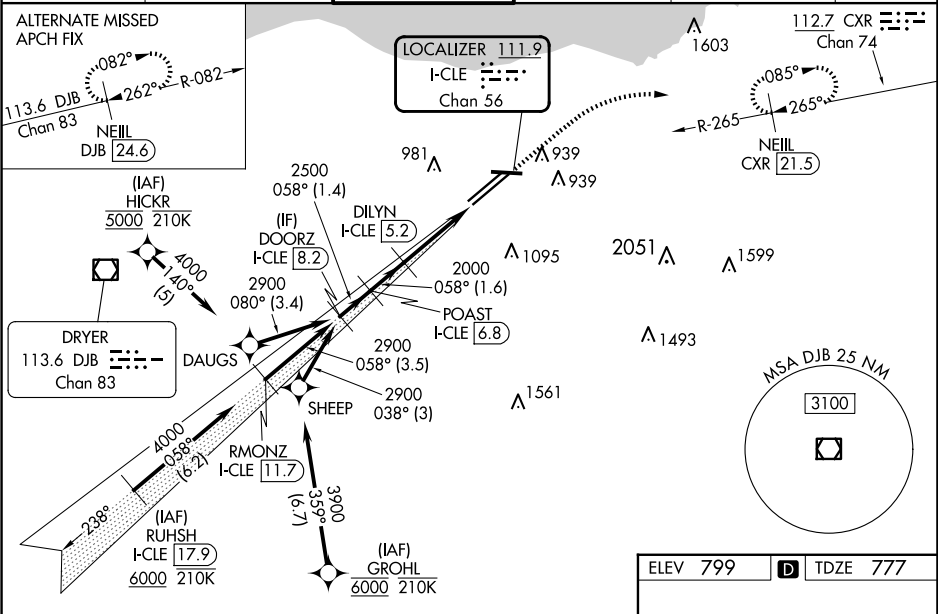 ALTERNATE MISSED
APCH FIX
082°
262°
R-082
113.6 DJB
Chan 83
NEIIL
DJB 24.6
LOCALIZER 111.9
I-CLE
Chan 56
1603
112.7 CXR
Chan 74
085°
265°
R-265
NEIIL
CXR 21.5
981
939
939
(IAF)
HICKR
5000 210K
4000
140°
(5)
2500
058° (1.4)
(IF)
DOORZ
I-CLE 8.2
DILYN
I-CLE 5.2
1095
2051
1599
2000
058° (1.6)
POAST
I-CLE 6.8
2900
080° (3.4)
DRYER
113.6 DJB
Chan 83
DAUGS
2900
058° (3.5)
2900
038° (3)
SHEEP
1493
1561
MSA DJB 25 NM
3100
4000
058°
(6.2)
RMONZ
I-CLE 11.7
3900
359°
(6.7)
238°
(IAF)
RUHSH
I-CLE 17.9
6000 210K
(IAF)
GROHL
6000 210K
ELEV 799 D TDZE 777